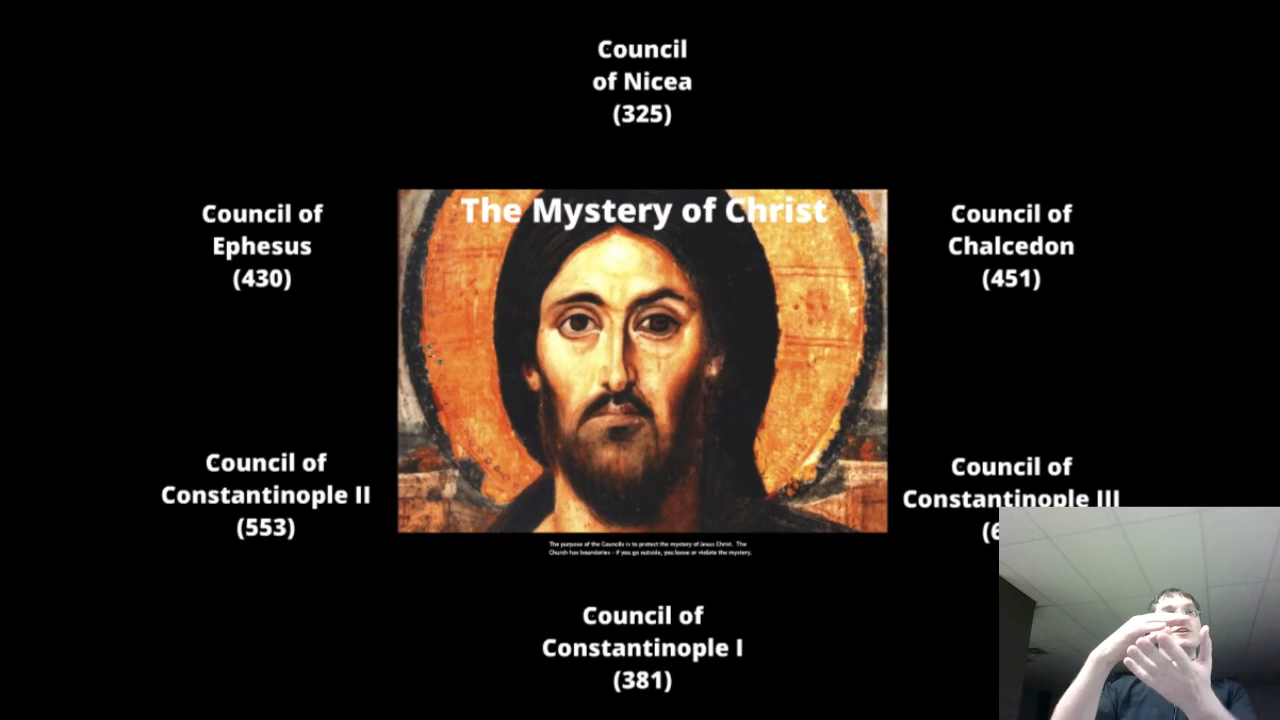 Council
of Nicea
(325)
The Mystery of Christ
Council of
Ephesus
(430)
Council of
Chalcedon
(451)
Council of
Constantinople II
(553)
Council of
Constantinople III
(6
The purpose of the Councils is to protect the mystery of Jesus Christ. The
Church has boundaries - if you go outside, you loose or violate the mystery.
Council of
Constantinople I
(381)